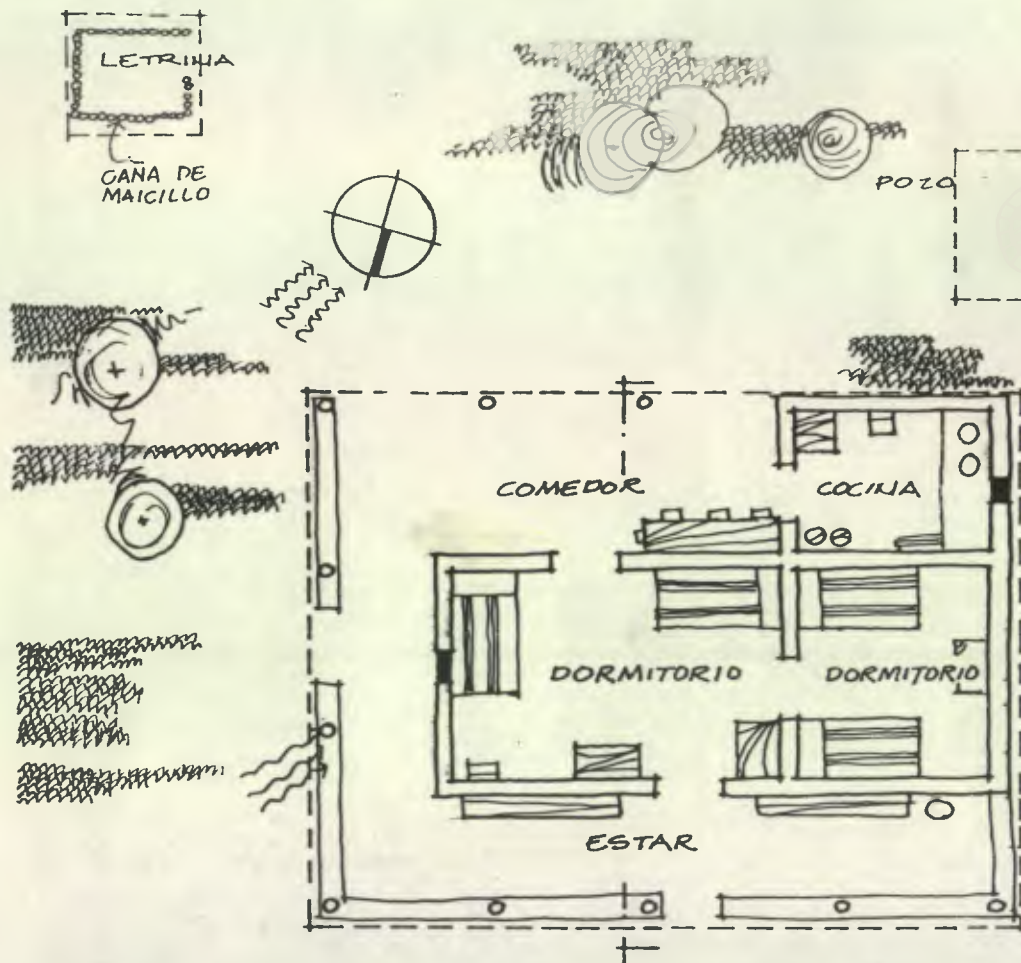 LETRINA
CAÑA DE
MAICILLO
POZO
COMEDOR
COCINA
DORMITORIO
DORMITORIO
ESTAR